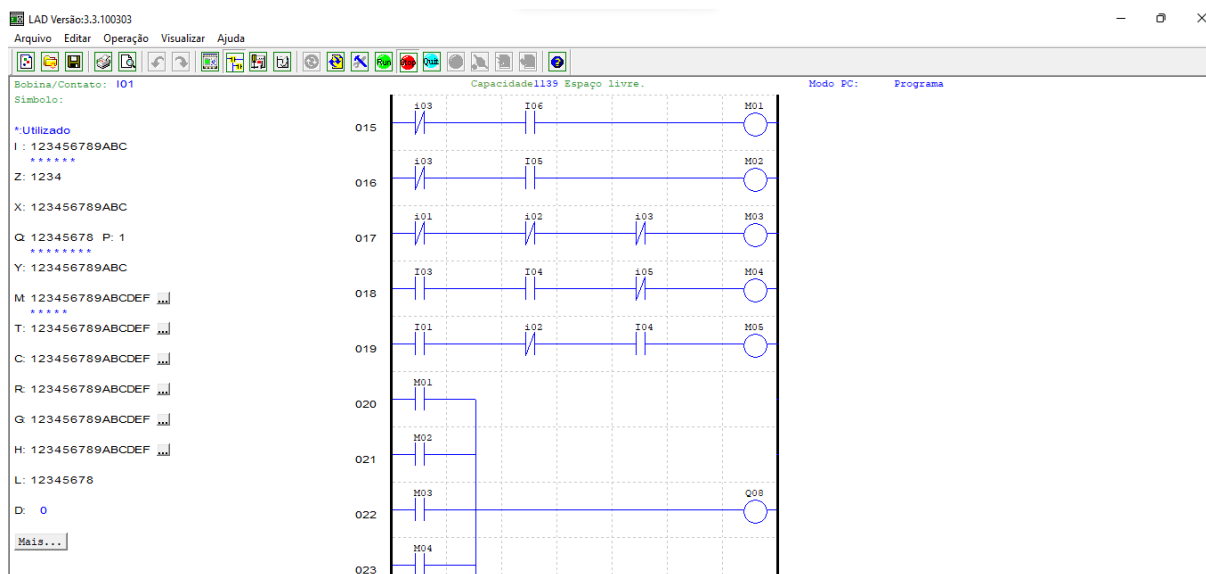 LAD Versão:3.3.100303
Arquivo Editar Operação Visualizar Ajuda
Run Stop Quit
Bobina/Contato: I01 Capacidade1139 Espaço livre. Modo PC: Programa
Símbolo:
*:Utilizado
I : 123456789ABC
* * * * * *
Z: 1234
X: 123456789ABC
Q: 12345678 P: 1
* * * * * * * *
Y: 123456789ABC
M: 123456789ABCDEF ...
* * * * *
T: 123456789ABCDEF ...
C: 123456789ABCDEF ...
R: 123456789ABCDEF ...
G: 123456789ABCDEF ...
H: 123456789ABCDEF ...
L: 12345678
D: 0
Mais...
i03 I06 M01
015
i03 I05 M02
016
i01 i02 i03 M03
017
I03 I04 i05 M04
018
I01 i02 I04 M05
019
M01
020
M02
021
M03 Q08
022
M04
023